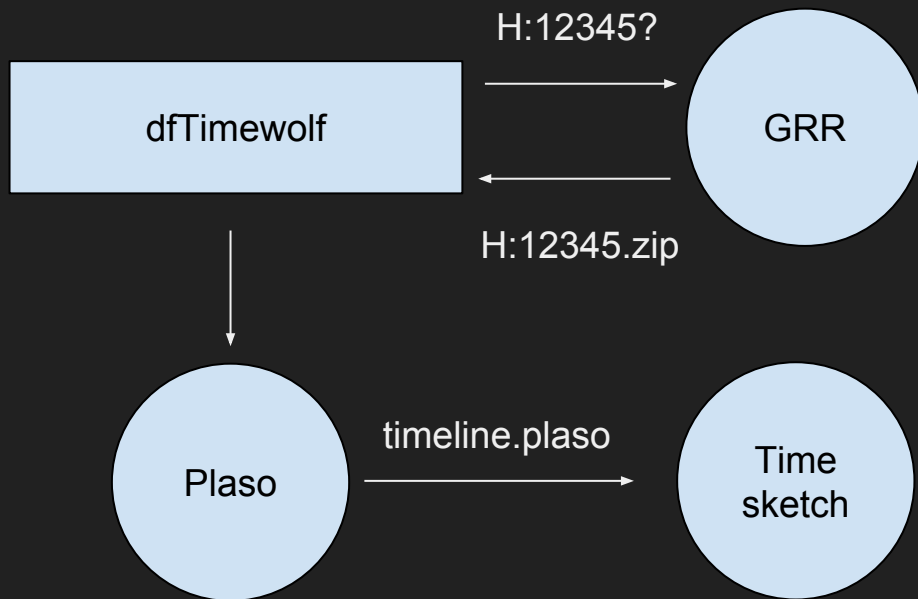 H:12345?
dfTimewolf
GRR
H:12345.zip
Plaso
timeline.plaso
Time
sketch